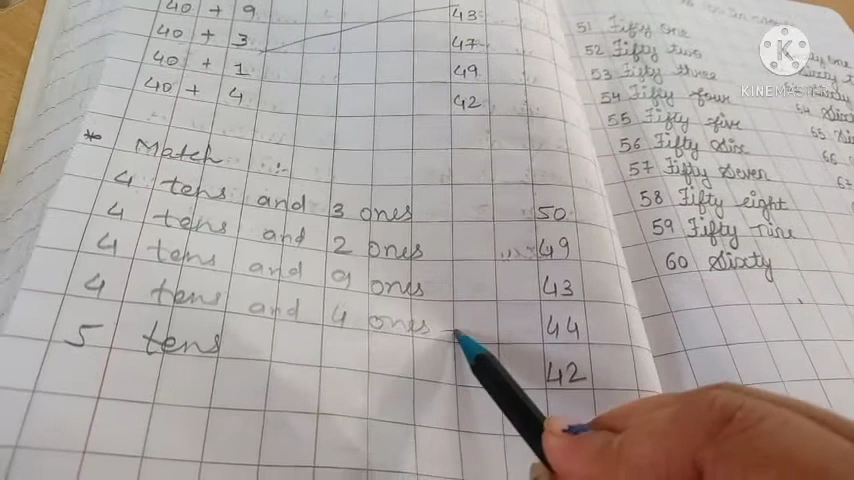 40 + 9
40 + 3 43
40 + 1 47
40 + 4 49
42
* Match :-
4 tens and 3 ones 50
4 tens and 2 ones 49
4 tens and 9 ones 43
4 tens and 4 ones 44
5 tens 42
51 Fifty one
52 Fifty two
53 Fifty three
54 Fifty four
55 Fifty five
56 Fifty Six
57 Fifty Seven
58 Fifty eight
59 Fifty Nine
60 Sixty
K
KINEMASTER